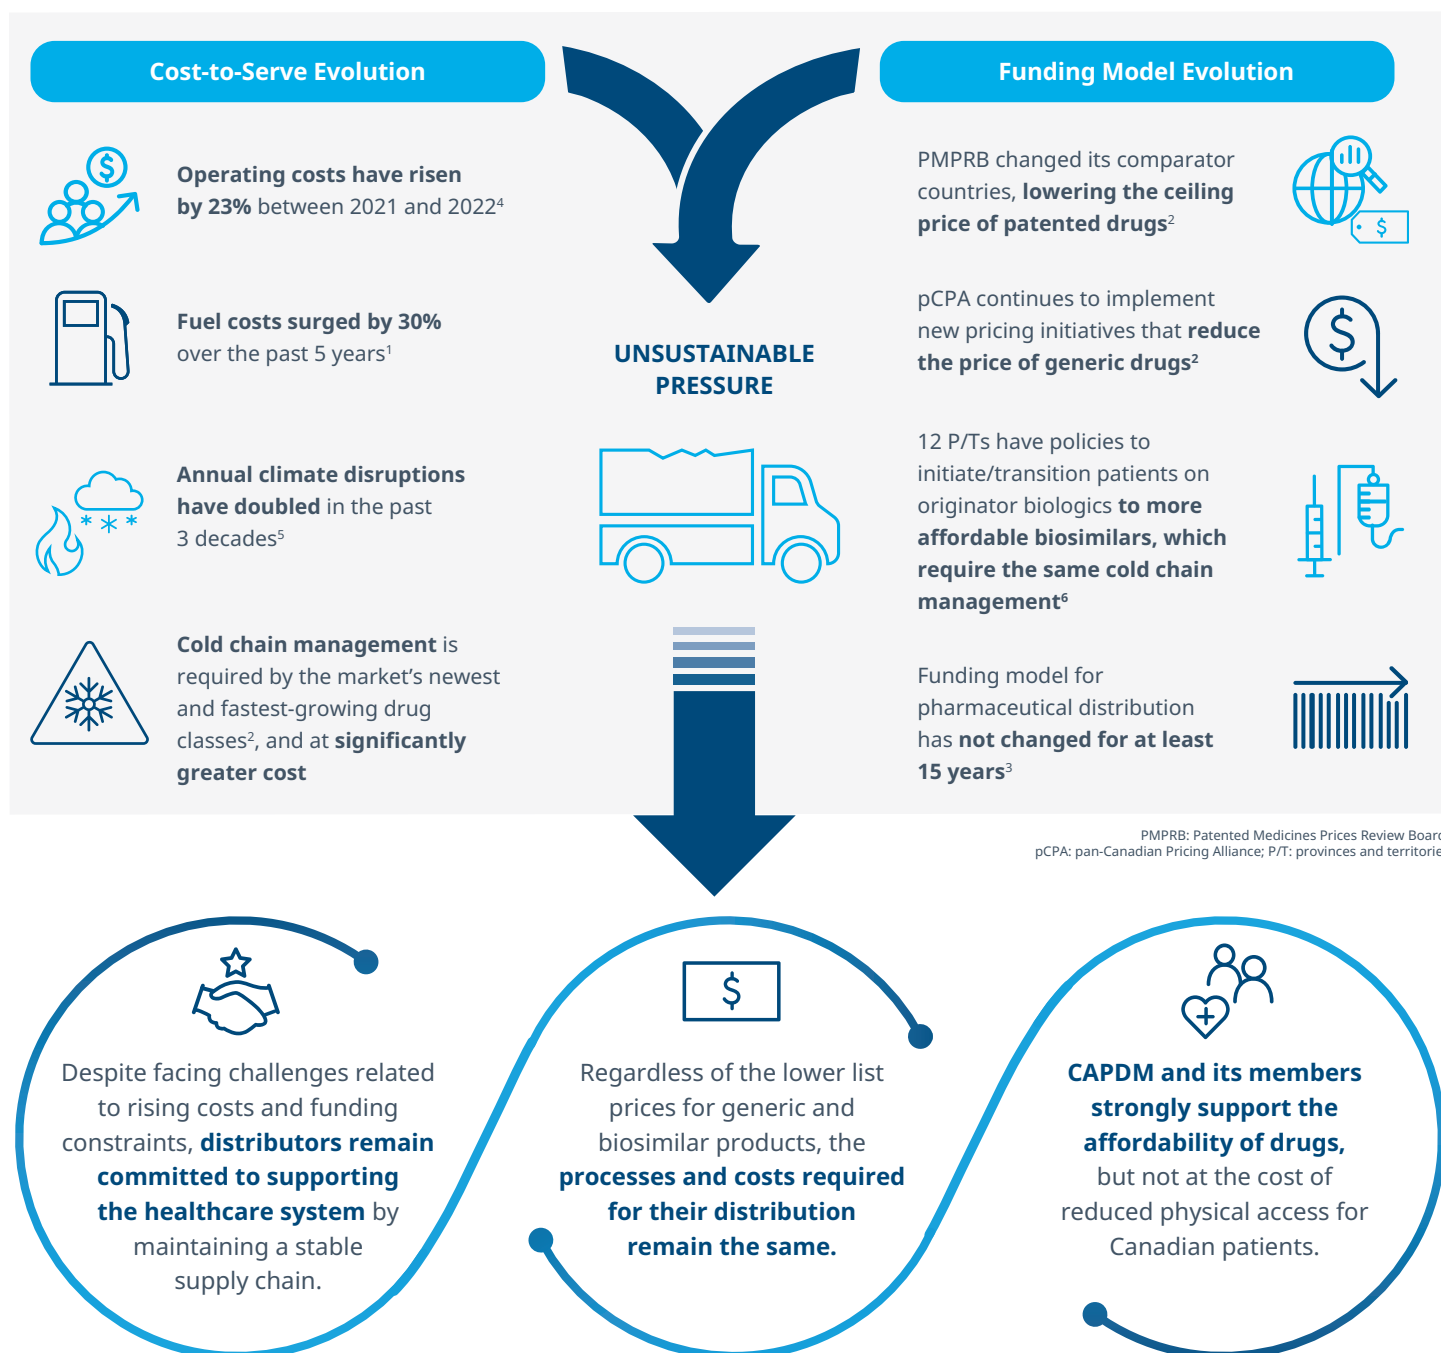 Cost-to-Serve Evolution
Operating costs have risen
by 23% between 2021 and 2022⁴
Fuel costs surged by 30%
over the past 5 years¹
Annual climate disruptions
have doubled in the past
3 decades⁵
Cold chain management is
required by the market’s newest
and fastest-growing drug
classes², and at significantly
greater cost
UNSUSTAINABLE
PRESSURE
Funding Model Evolution
PMPRB changed its comparator
countries, lowering the ceiling
price of patented drugs²
pCPA continues to implement
new pricing initiatives that reduce
the price of generic drugs²
12 P/Ts have policies to
initiate/transition patients on
originator biologics to more
affordable biosimilars, which
require the same cold chain
management⁶
Funding model for
pharmaceutical distribution
has not changed for at least
15 years³
PMPRB: Patented Medicines Prices Review Boar
pCPA: pan-Canadian Pricing Alliance; P/T: provinces and territorie
Despite facing challenges related
to rising costs and funding
constraints, distributors remain
committed to supporting
the healthcare system by
maintaining a stable
supply chain.
Regardless of the lower list
prices for generic and
biosimilar products, the
processes and costs required
for their distribution
remain the same.
CAPDM and its members
strongly support the
affordability of drugs,
but not at the cost of
reduced physical access for
Canadian patients.